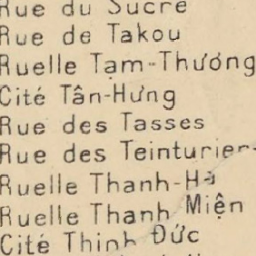 Rue du Sucre
Rue de Takou
Ruelle Tạm-Thương
Cité Tân-Hưng
Rue des Tasses
Rue des Teinturier
Ruelle Thanh-Hà
Ruelle Thanh Miện
Cité Thịnh Đức